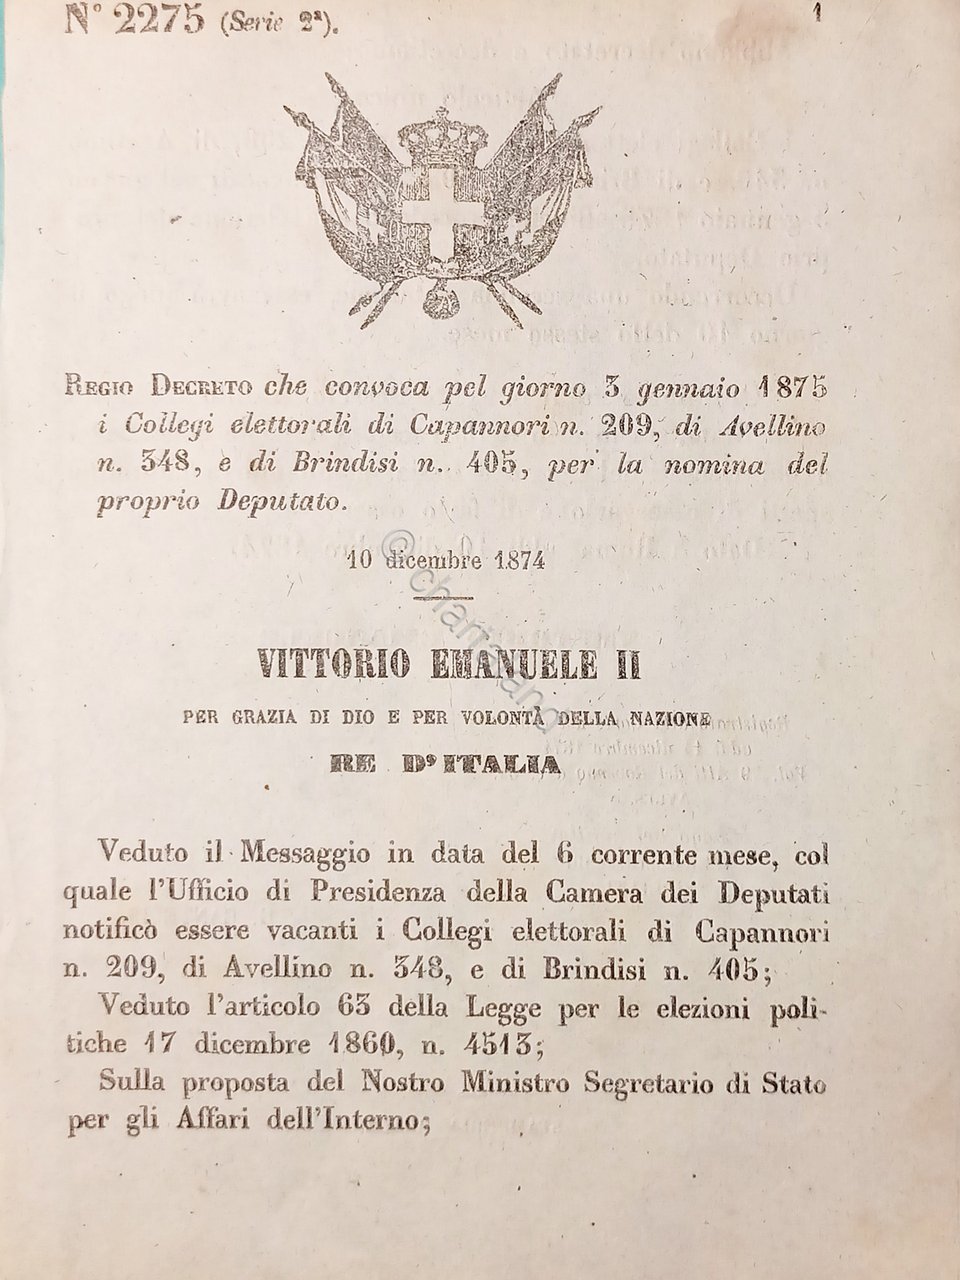 N° 2275 (Serie 2ª).
1
REGIO DECRETO che convoca pel giorno 3 gennaio 1875
i Collegi elettorali di Capannori n. 209, di Avellino
n. 348, e di Brindisi n. 405, per la nomina del
proprio Deputato.
10 dicembre 1874
VITTORIO EMANUELE II
PER GRAZIA DI DIO E PER VOLONTÀ DELLA NAZIONE
RE D'ITALIA
Veduto il Messaggio in data del 6 corrente mese, col
quale l'Ufficio di Presidenza della Camera dei Deputati
notificò essere vacanti i Collegi elettorali di Capannori
n. 209, di Avellino n. 348, e di Brindisi n. 405;
Veduto l'articolo 63 della Legge per le elezioni poli-
tiche 17 dicembre 1860, n. 4513;
Sulla proposta del Nostro Ministro Segretario di Stato
per gli Affari dell'Interno;